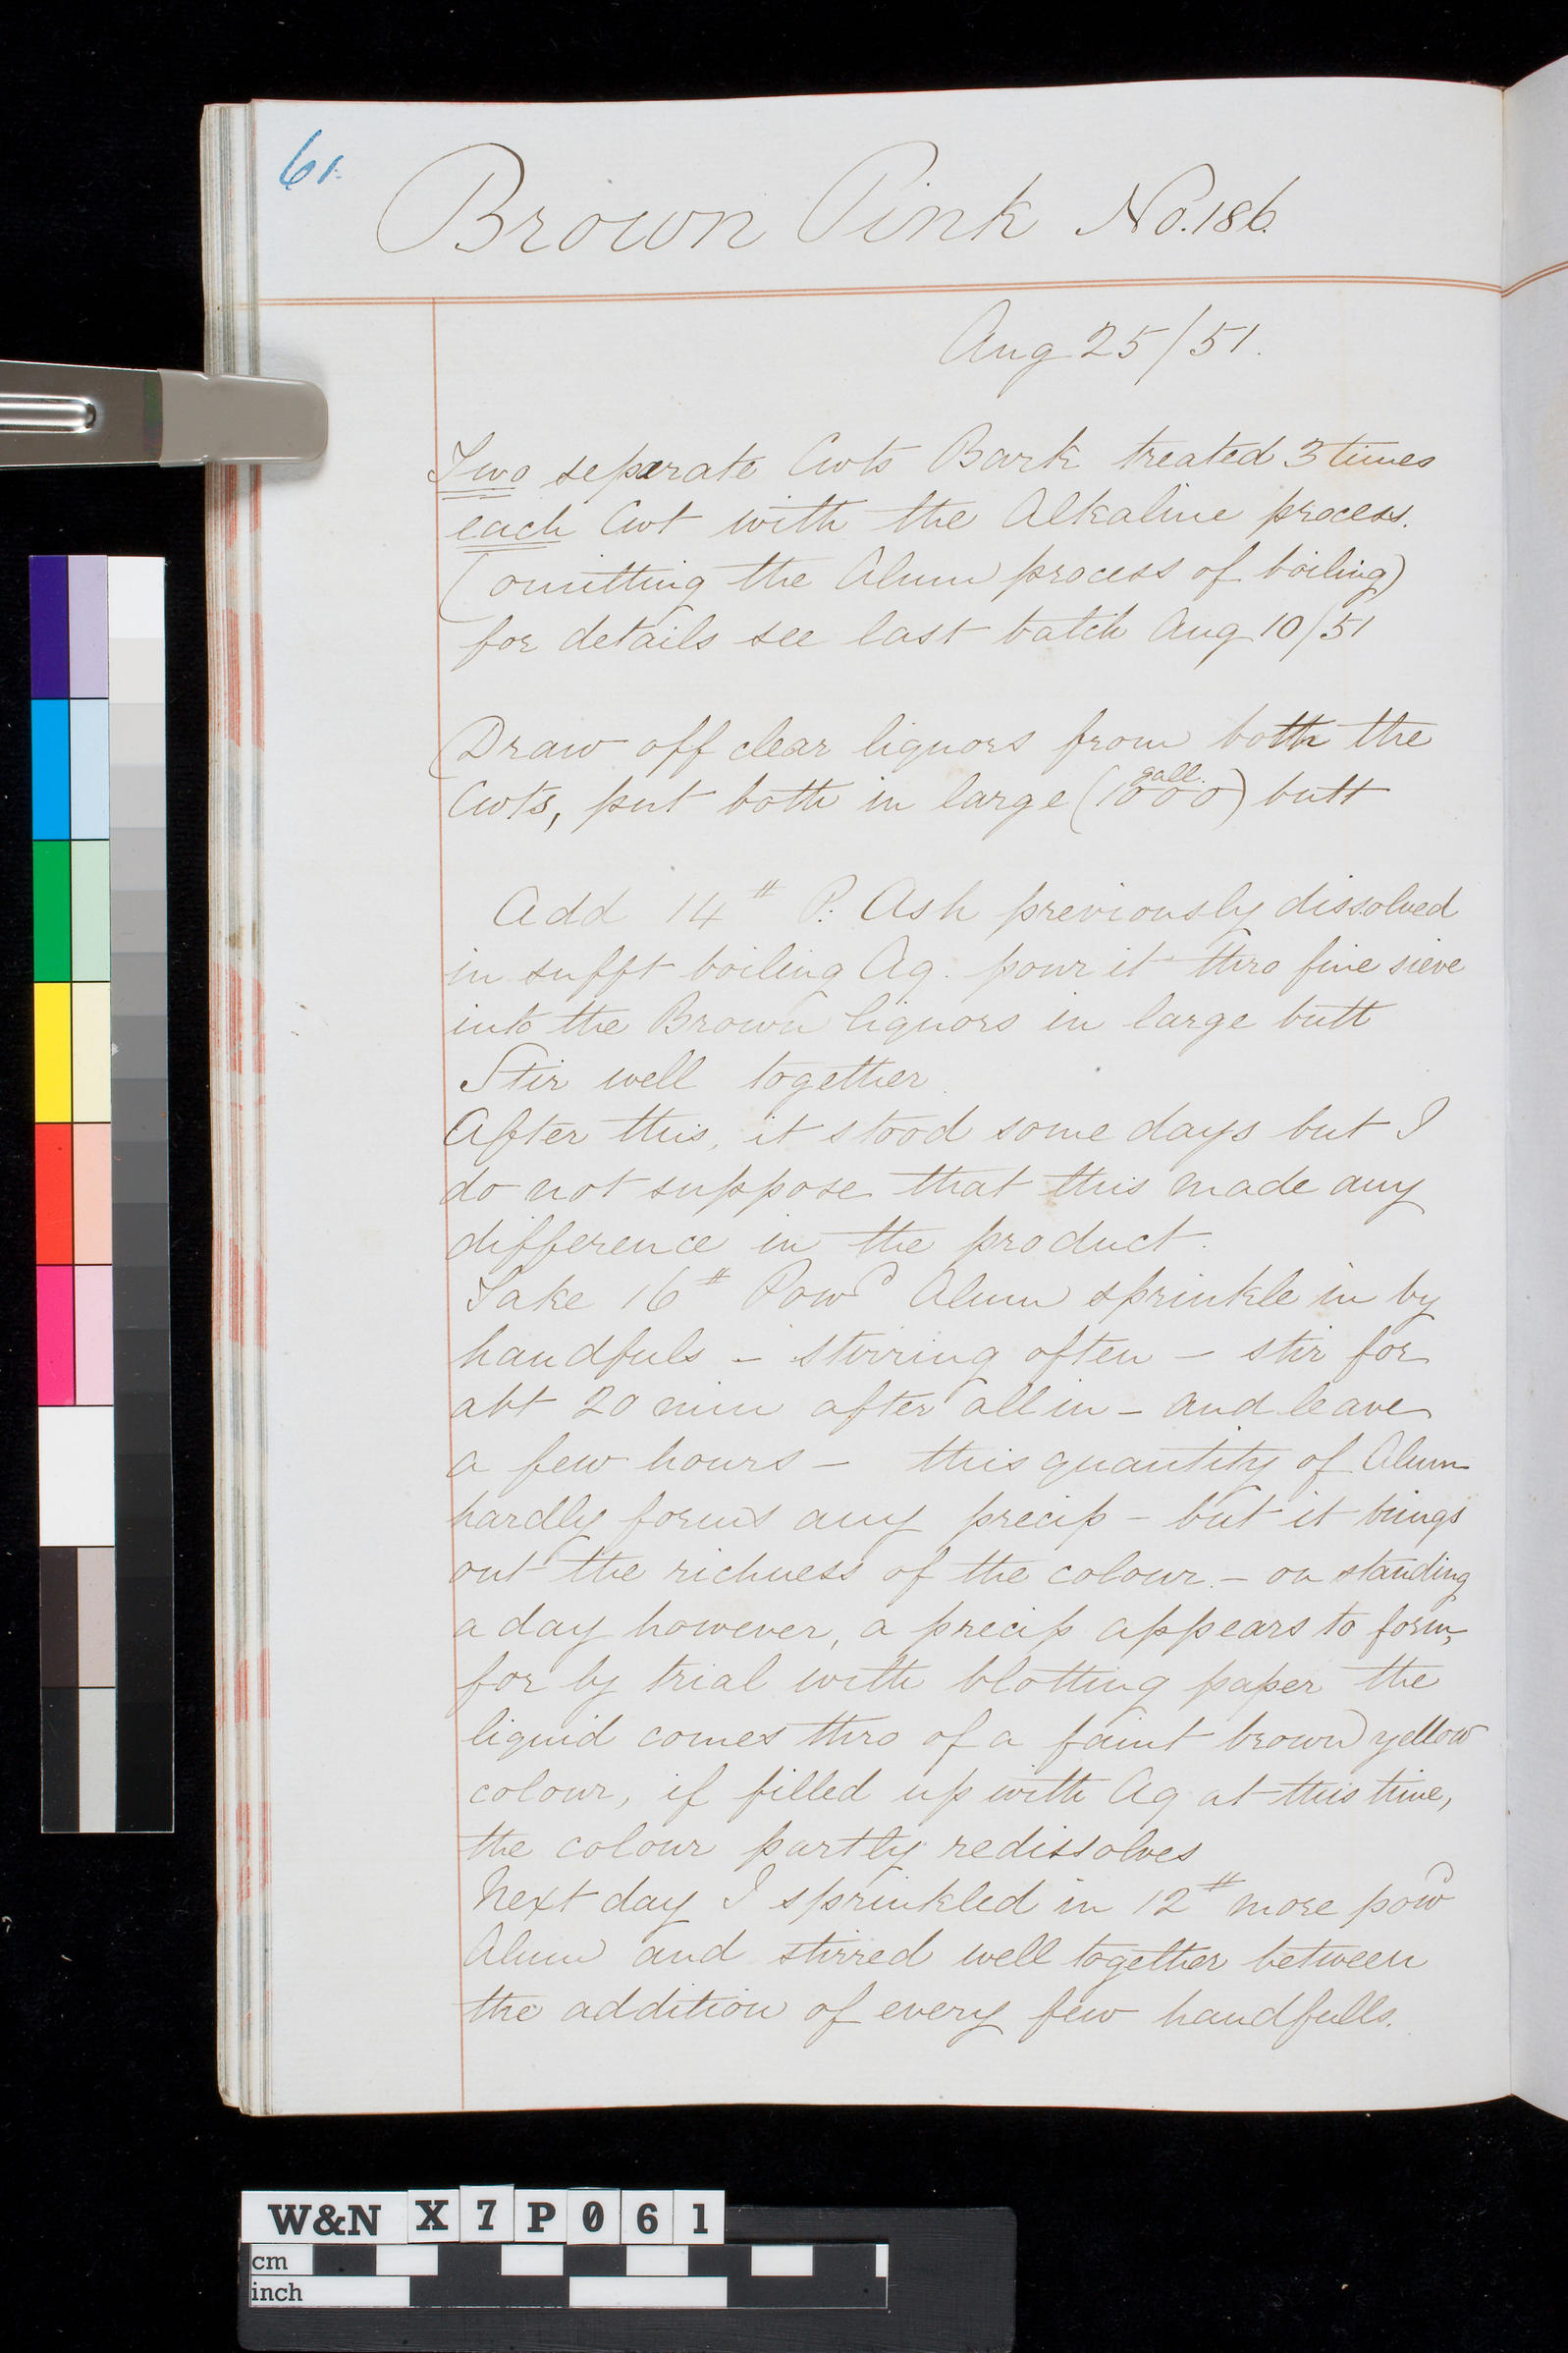 61.
Brown Pink No. 186.
Aug 25/51.
Two separate Cwts Bark treated 3 times
each Cwt with the Alkaline process.
(omitting the Alum process of boiling)
for details see last batch Aug 10/51
Draw off clear liquors from both the
Cwts, put both in large (1000 gall.) butt
Add 14# P. Ash previously dissolved
in sufft boiling Aq. pour it thro fine sieve
into the Brown liquors in large butt
Stir well together.
After this, it stood some days but I
do not suppose that this made any
difference in the product.
Take 16# Powd Alum sprinkle in by
handfuls - stirring often - stir for
abt 20 min after all in - and leave
a few hours - this quantity of Alum
hardly forms any precip - but it brings
out the richness of the colour - on standing
a day however, a precip appears to form,
for by trial with blotting paper the
liquid comes thro of a faint brown yellow
colour, if filled up with Aq at this time,
the colour partly redissolves
Next day I sprinkled in 12# more powd
Alum and stirred well together between
the addition of every few handfulls.
W&N X7P061
cm
inch